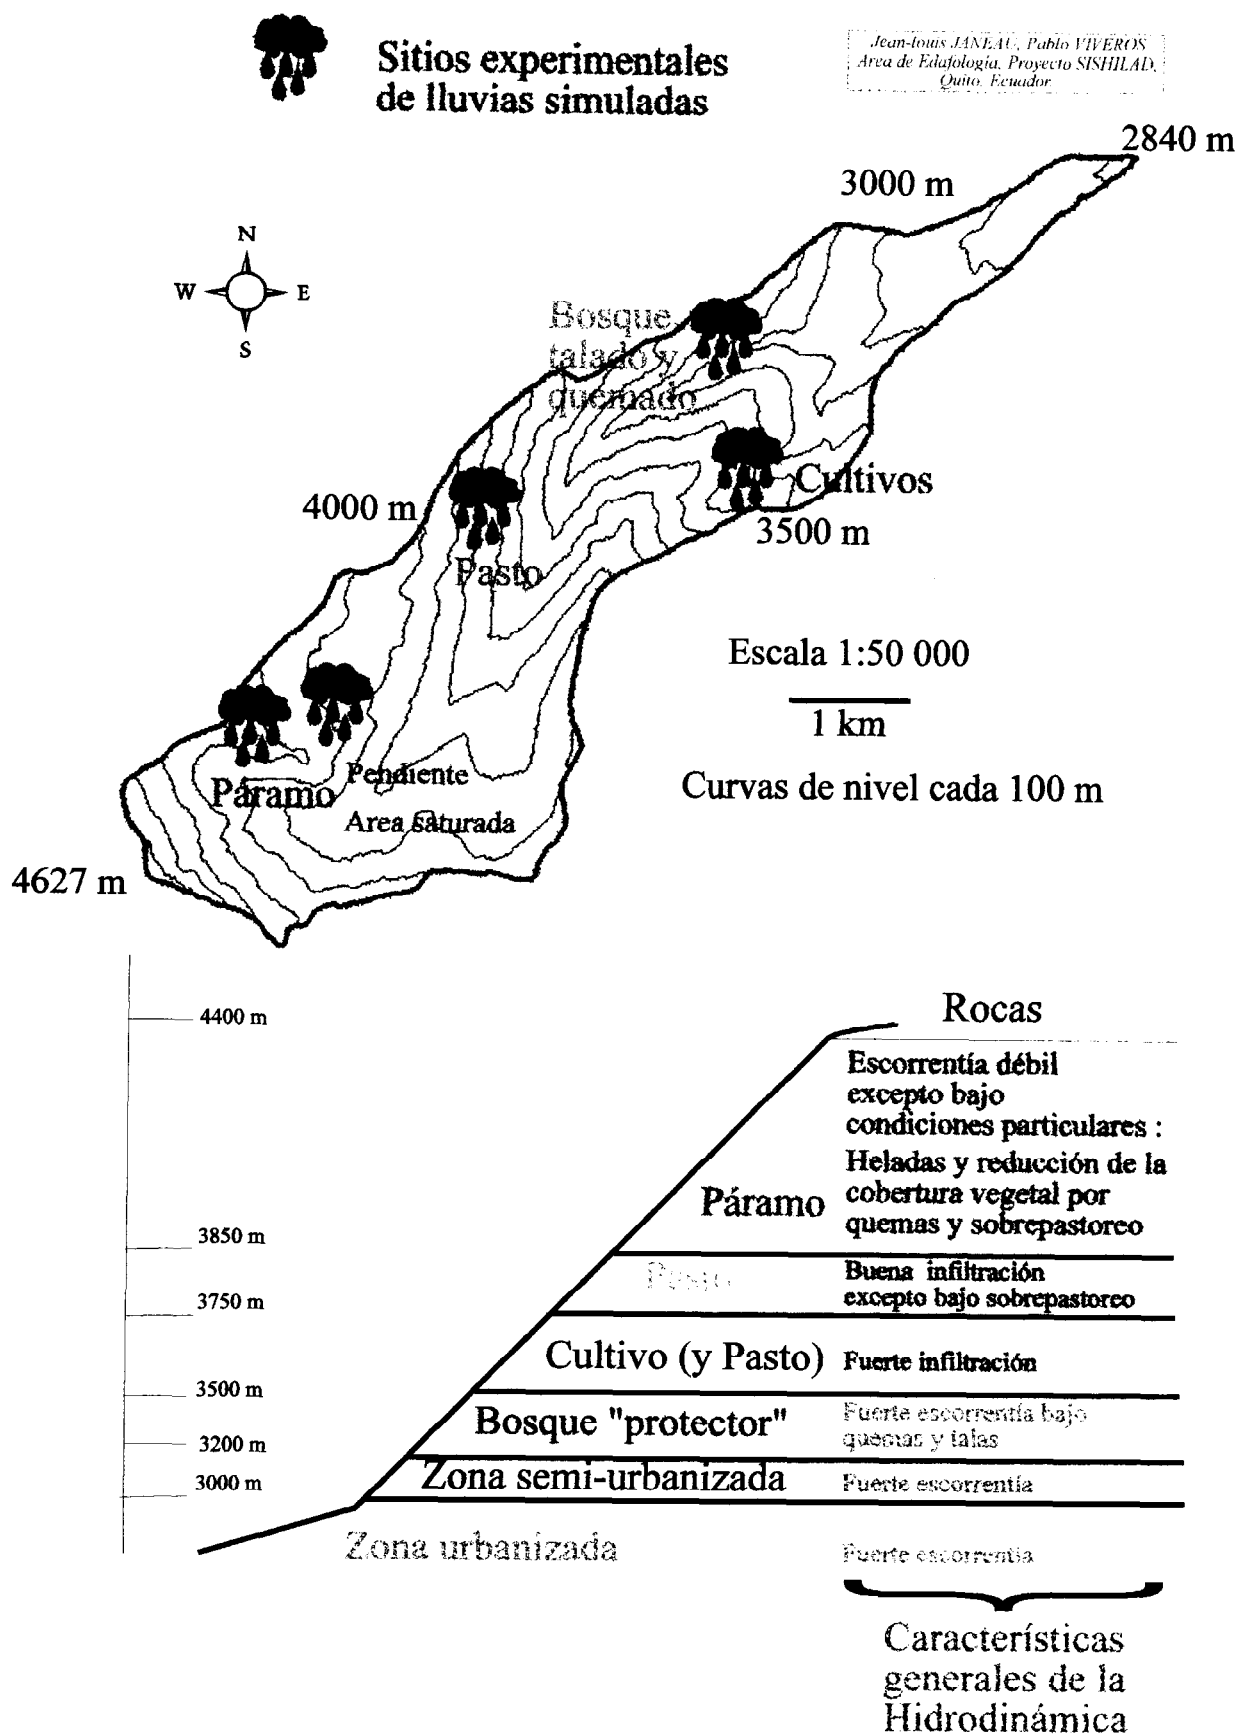 Sitios experimentales
de lluvias simuladas
Jean-louis JANEAU, Pablo VIVEROS
Area de Edafología, Proyecto SISHILAD,
Quito, Ecuador
2840 m
3000 m
N
W E
S
Bosque
talado y
quemado
Cultivos
4000 m
3500 m
Pasto
Escala 1:50 000
1 km
Pendiente
Páramo
Area saturada
Curvas de nivel cada 100 m
4627 m
4400 m
Rocas
Escorrentía débil
excepto bajo
condiciones particulares :
Heladas y reducción de la
cobertura vegetal por
quemas y sobrepastoreo
Páramo
3850 m
Pasto
Buena infiltración
excepto bajo sobrepastoreo
3750 m
Cultivo (y Pasto)
Fuerte infiltración
3500 m
Bosque "protector"
Fuerte escorrentía bajo
quemas y talas
3200 m
Zona semi-urbanizada
Fuerte escorrentía
3000 m
Zona urbanizada
Fuerte escorrentía
Características
generales de la
Hidrodinámica